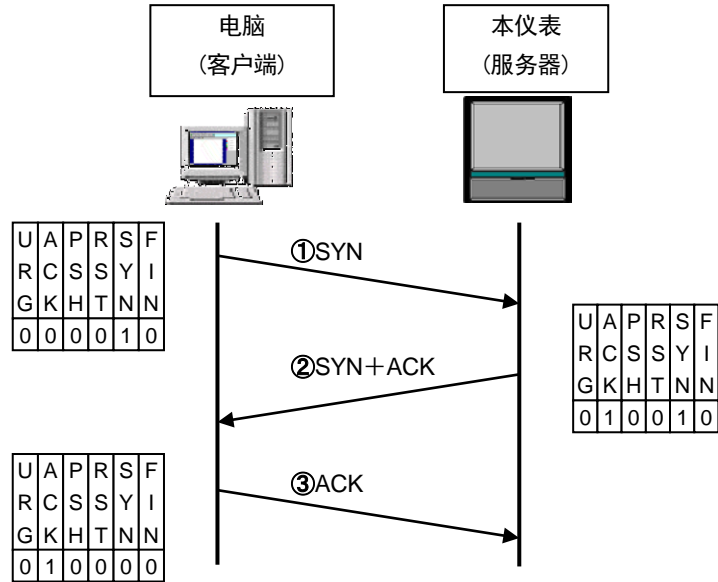 电脑
(客户端)
本仪表
(服务器)
①SYN
U A P R S F
R C S S Y I
G K H T N N
0 0 0 0 1 0
②SYN＋ACK
U A P R S F
R C S S Y I
G K H T N N
0 1 0 0 1 0
③ACK
U A P R S F
R C S S Y I
G K H T N N
0 1 0 0 0 0